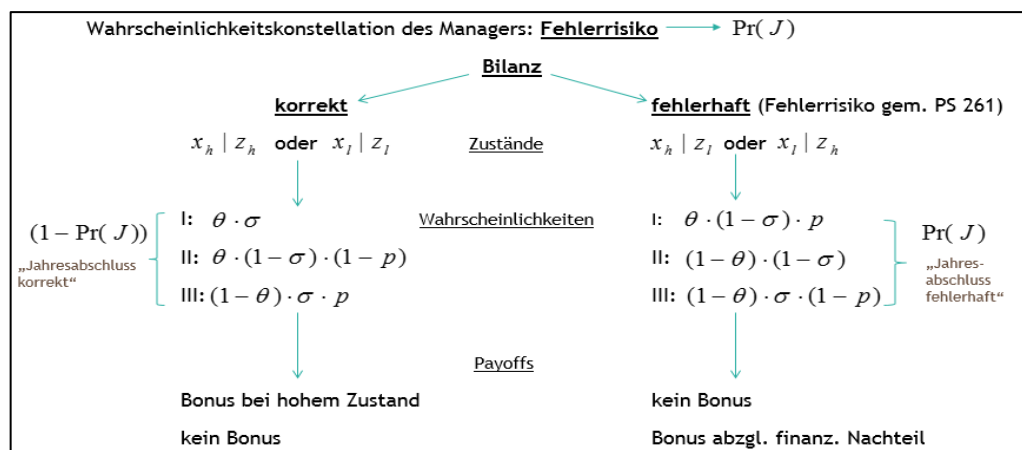 Wahrscheinlichkeitskonstellation des Managers: Fehlerrisiko → Pr( J )
Bilanz
korrekt
fehlerhaft (Fehlerrisiko gem. PS 261)
x_h | z_h oder x_l | z_l
Zustände
x_h | z_l oder x_l | z_h
(1 − Pr( J ))
„Jahresabschluss
korrekt“
I: θ · σ
II: θ · (1 − σ) · (1 − p)
III: (1 − θ) · σ · p
Wahrscheinlichkeiten
I: θ · (1 − σ) · p
II: (1 − θ) · (1 − σ)
III: (1 − θ) · σ · (1 − p)
Pr( J )
„Jahres-
abschluss
fehlerhaft“
Payoffs
Bonus bei hohem Zustand
kein Bonus
kein Bonus
Bonus abzgl. finanz. Nachteil